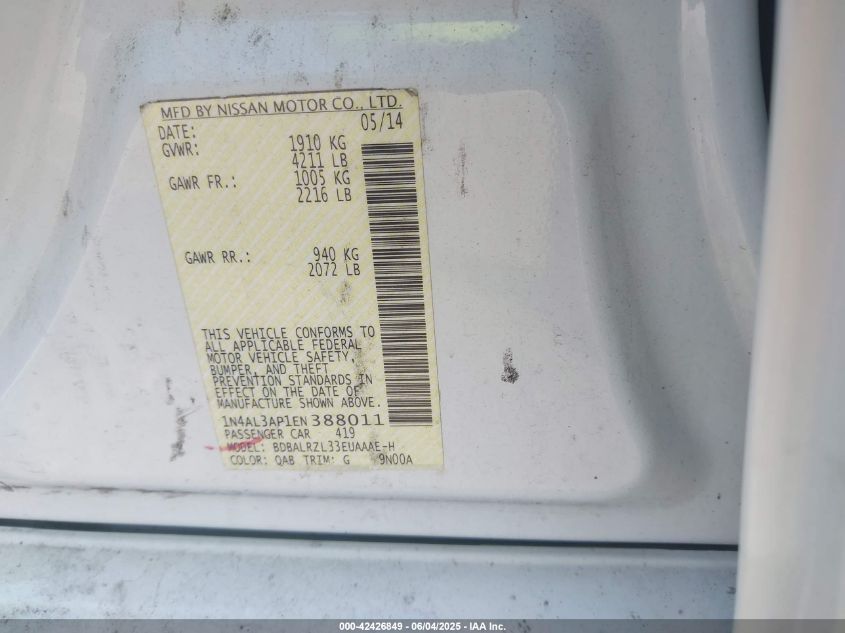 MFD BY NISSAN MOTOR CO., LTD.
DATE: 05/14
GVWR: 1910 KG
4211 LB
GAWR FR.: 1005 KG
2216 LB
GAWR RR.: 940 KG
2072 LB
THIS VEHICLE CONFORMS TO
ALL APPLICABLE FEDERAL
MOTOR VEHICLE SAFETY,
BUMPER, AND THEFT
PREVENTION STANDARDS IN
EFFECT ON THE DATE OF
MANUFACTURE SHOWN ABOVE.
1N4AL3AP1EN388011
PASSENGER CAR 419
MODEL: BDBALRZL33EUAAAE-H
COLOR: QAB TRIM: G 9N00A
000-42426849 - 06/04/2025 - IAA Inc.